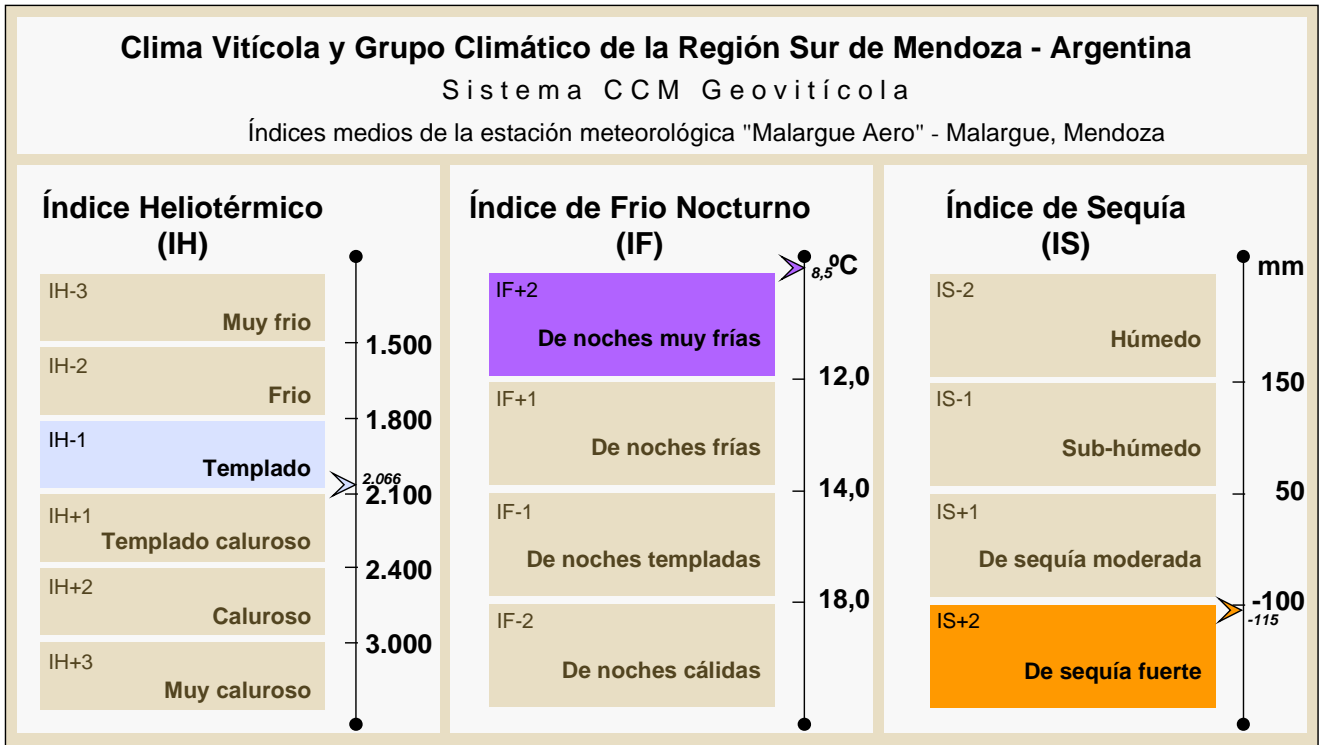 Clima Vitícola y Grupo Climático de la Región Sur de Mendoza - Argentina
Sistema CCM Geovitícola
Índices medios de la estación meteorológica "Malargue Aero" - Malargue, Mendoza
Índice Heliotérmico
(IH)
IH-3
Muy frio
1.500
IH-2
Frio
1.800
IH-1
Templado
2.066
2.100
IH+1
Templado caluroso
2.400
IH+2
Caluroso
3.000
IH+3
Muy caluroso
Índice de Frio Nocturno
(IF)
8,5 ºC
IF+2
De noches muy frías
12,0
IF+1
De noches frías
14,0
IF-1
De noches templadas
18,0
IF-2
De noches cálidas
Índice de Sequía
(IS)
mm
IS-2
Húmedo
150
IS-1
Sub-húmedo
50
IS+1
De sequía moderada
-100
-115
IS+2
De sequía fuerte